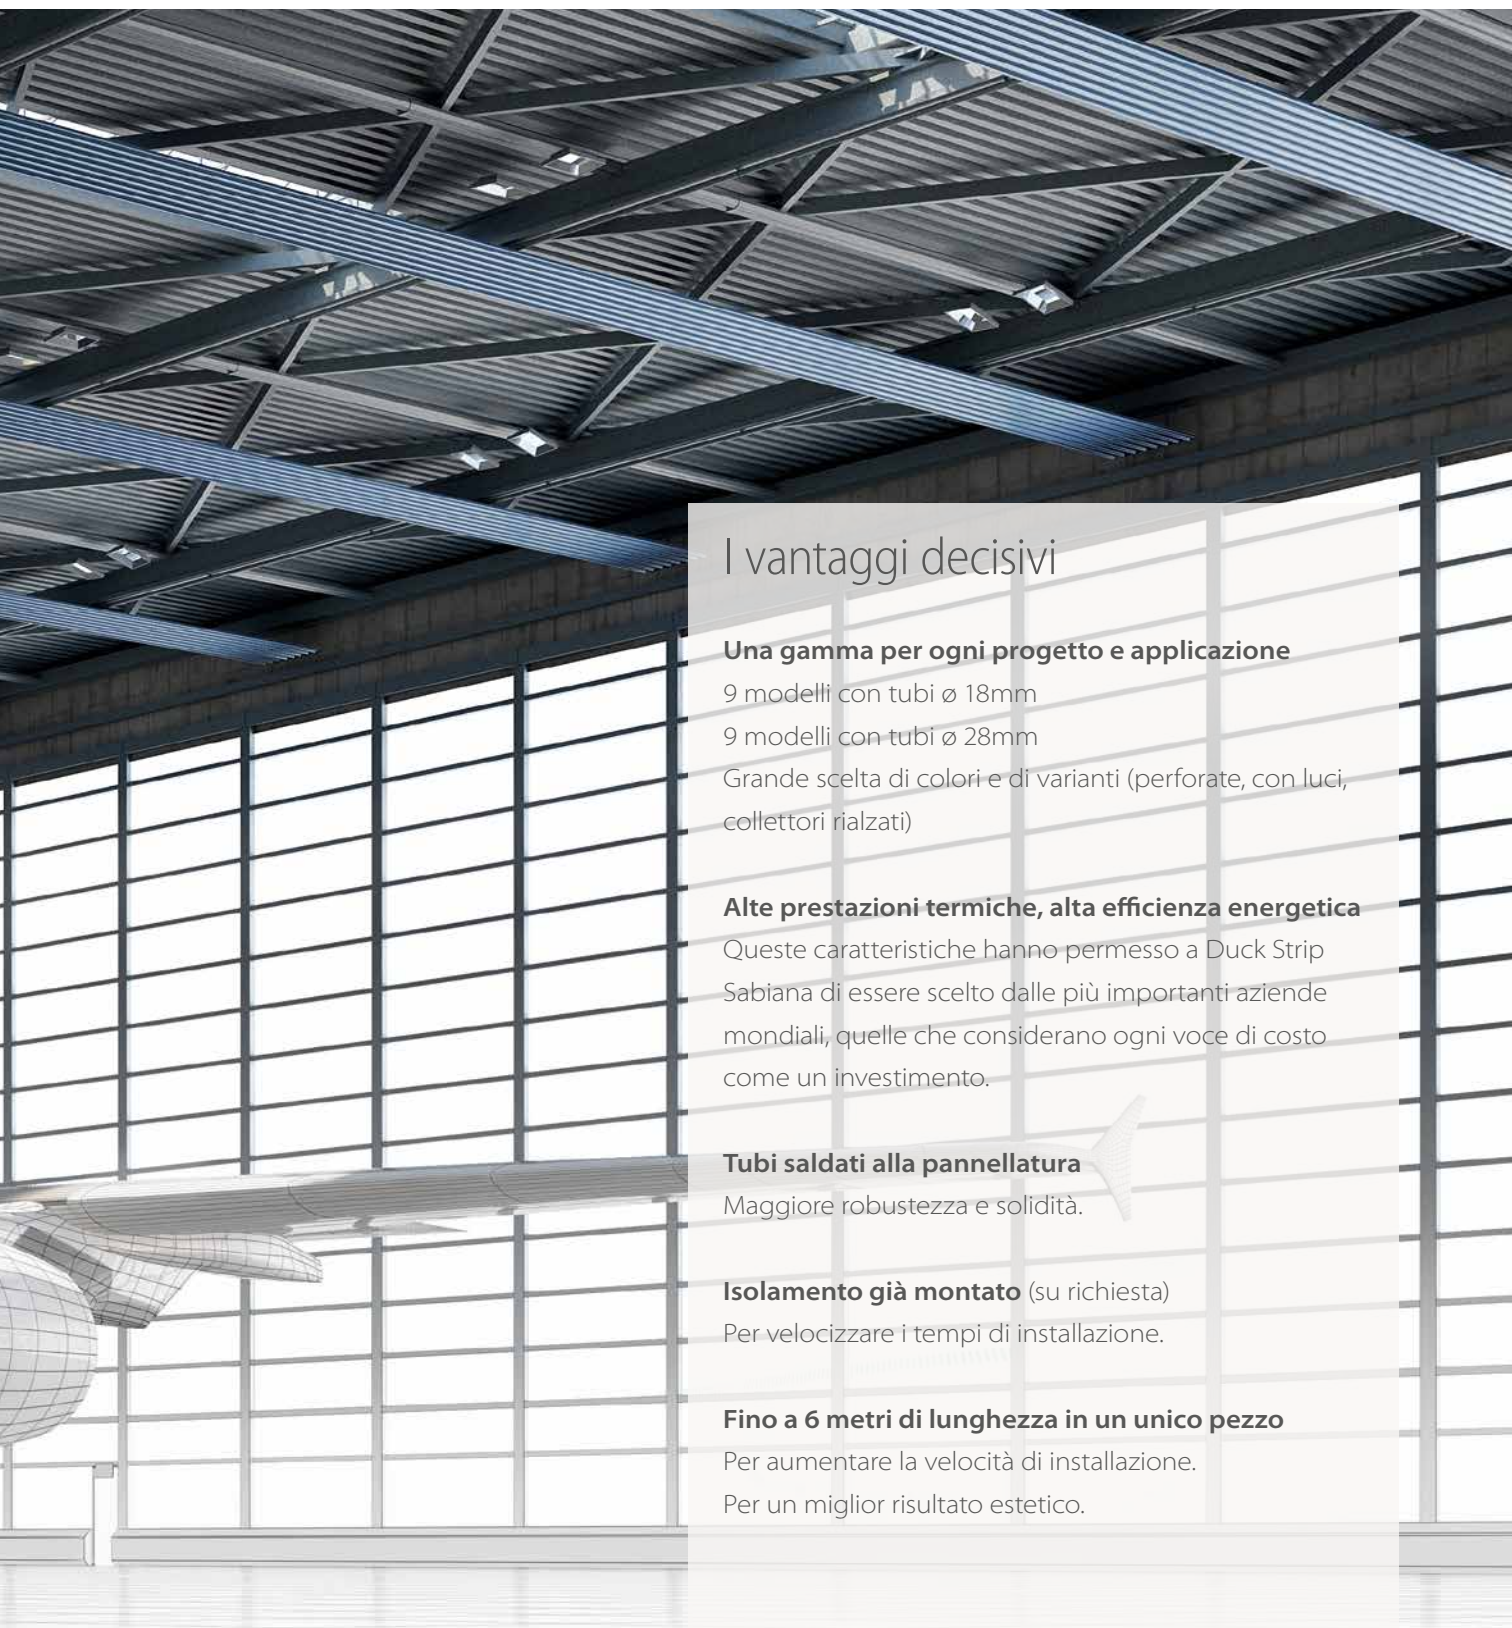 I vantaggi decisivi
Una gamma per ogni progetto e applicazione
9 modelli con tubi ø 18mm
9 modelli con tubi ø 28mm
Grande scelta di colori e di varianti (perforate, con luci,
collettori rialzati)
Alte prestazioni termiche, alta efficienza energetica
Queste caratteristiche hanno permesso a Duck Strip
Sabiana di essere scelto dalle più importanti aziende
mondiali, quelle che considerano ogni voce di costo
come un investimento.
Tubi saldati alla pannellatura
Maggiore robustezza e solidità.
Isolamento già montato (su richiesta)
Per velocizzare i tempi di installazione.
Fino a 6 metri di lunghezza in un unico pezzo
Per aumentare la velocità di installazione.
Per un miglior risultato estetico.